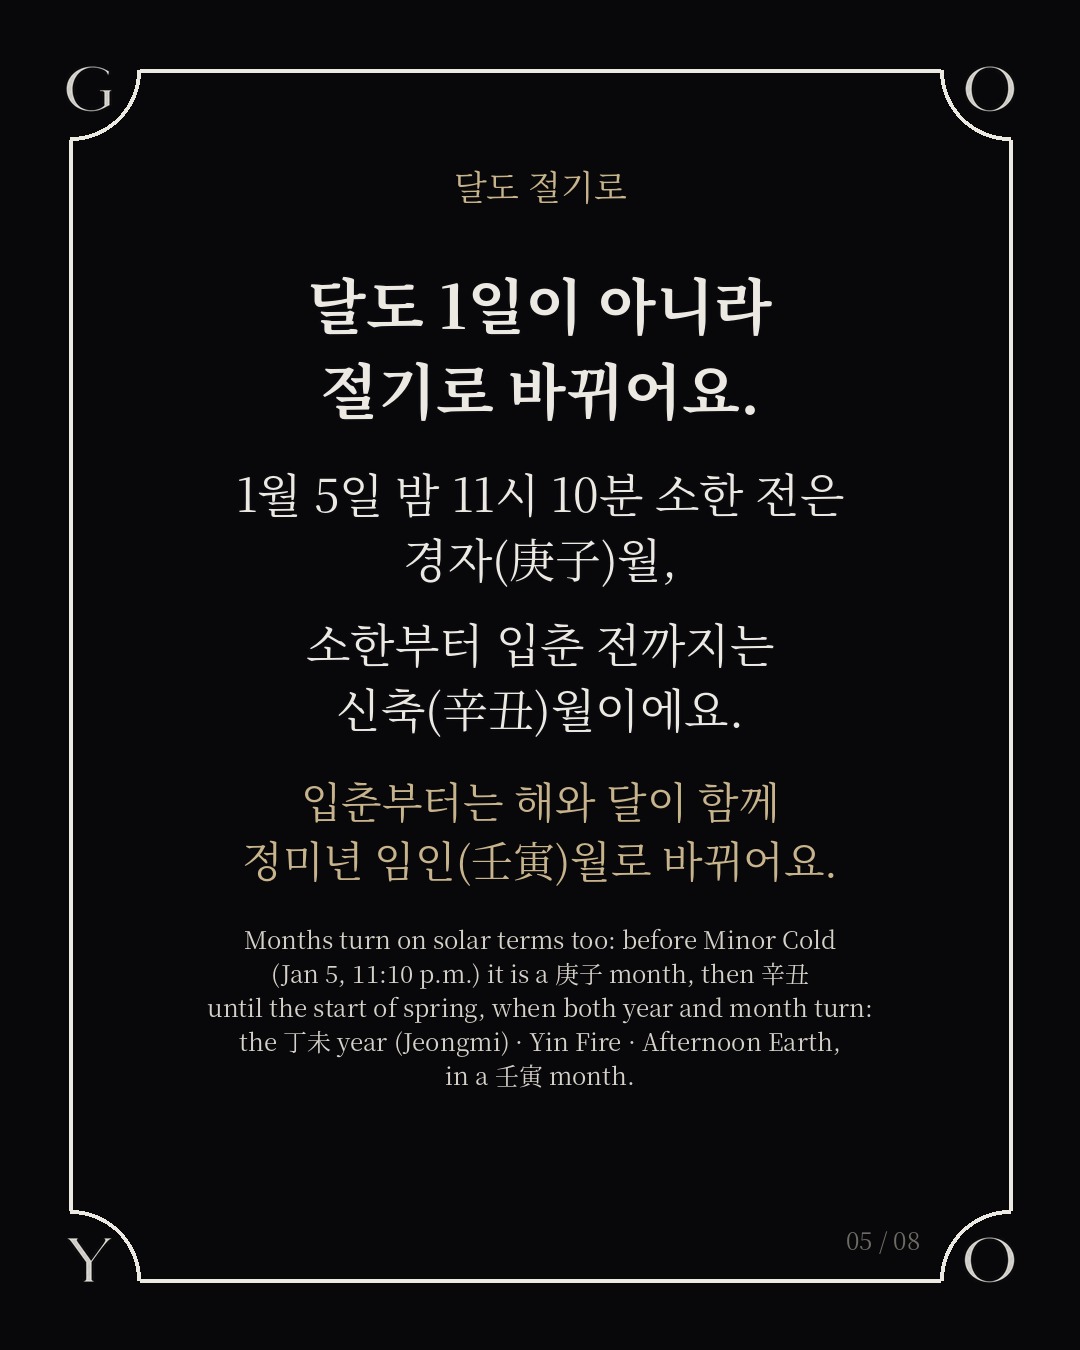 G O
달도 절기로
달도 1일이 아니라
절기로 바뀌어요.
1월 5일 밤 11시 10분 소한 전은
경자(庚子)월,
소한부터 입춘 전까지는
신축(辛丑)월이에요.
입춘부터는 해와 달이 함께
정미년 임인(壬寅)월로 바뀌어요.
Months turn on solar terms too: before Minor Cold
(Jan 5, 11:10 p.m.) it is a 庚子 month, then 辛丑
until the start of spring, when both year and month turn:
the 丁未 year (Jeongmi) · Yin Fire · Afternoon Earth,
in a 壬寅 month.
05 / 08
Y O